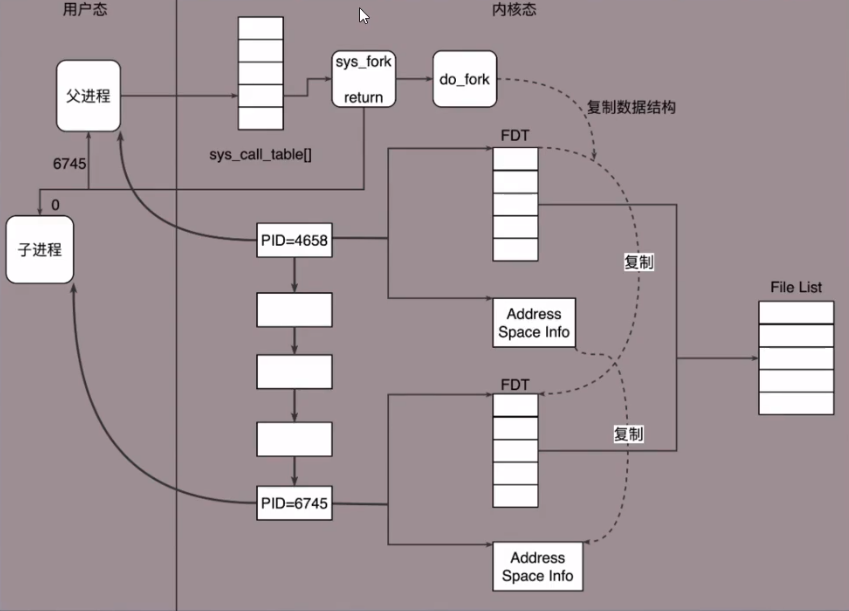 用户态
内核态
父进程
sys_fork
return
do_fork
复制数据结构
sys_call_table[]
FDT
6745
0
子进程
PID=4658
复制
Address
Space Info
File List
FDT
复制
PID=6745
Address
Space Info